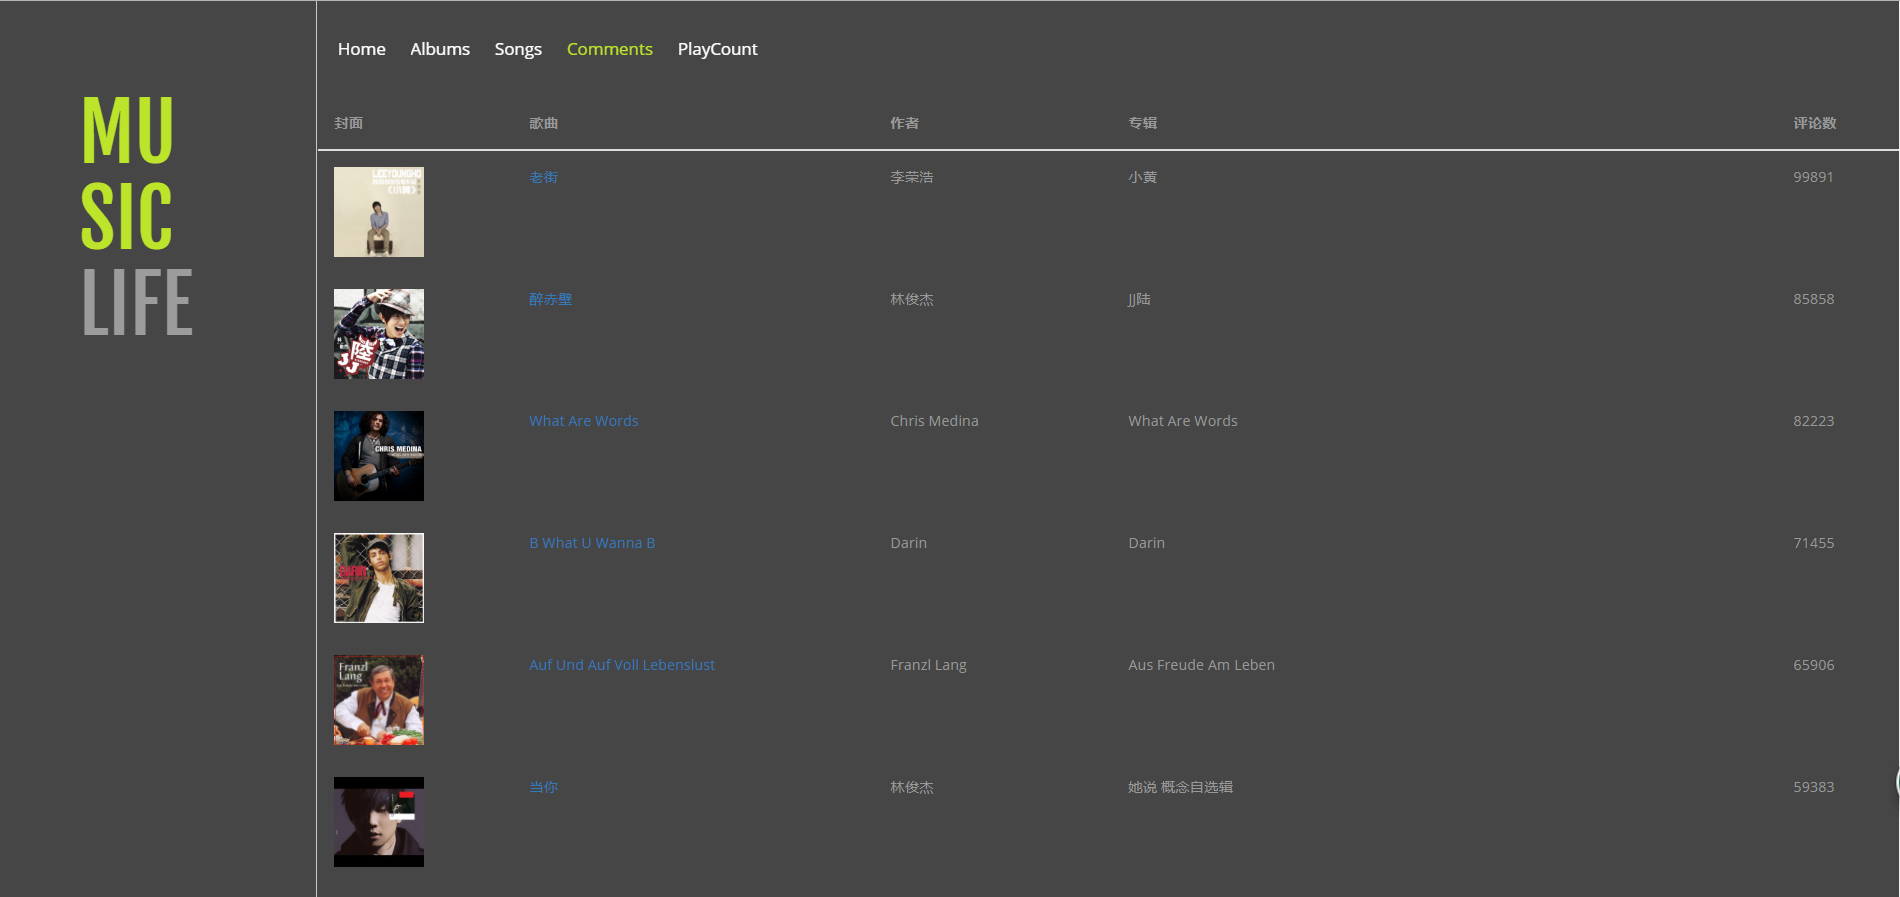 Home Albums Songs Comments PlayCount
MU
SIC
LIFE
封面 歌曲 作者 专辑 评论数
LEEYOUNGHO
《小黄》
老街 李荣浩 小黄 99891
陸
JJ
醉赤壁 林俊杰 JJ陆 85858
CHRIS MEDINA
What Are Words Chris Medina What Are Words 82223
DARIN
B What U Wanna B Darin Darin 71455
Franzl
Lang
Auf Und Auf Voll Lebenslust Franzl Lang Aus Freude Am Leben 65906
当你 林俊杰 她说 概念自选辑 59383